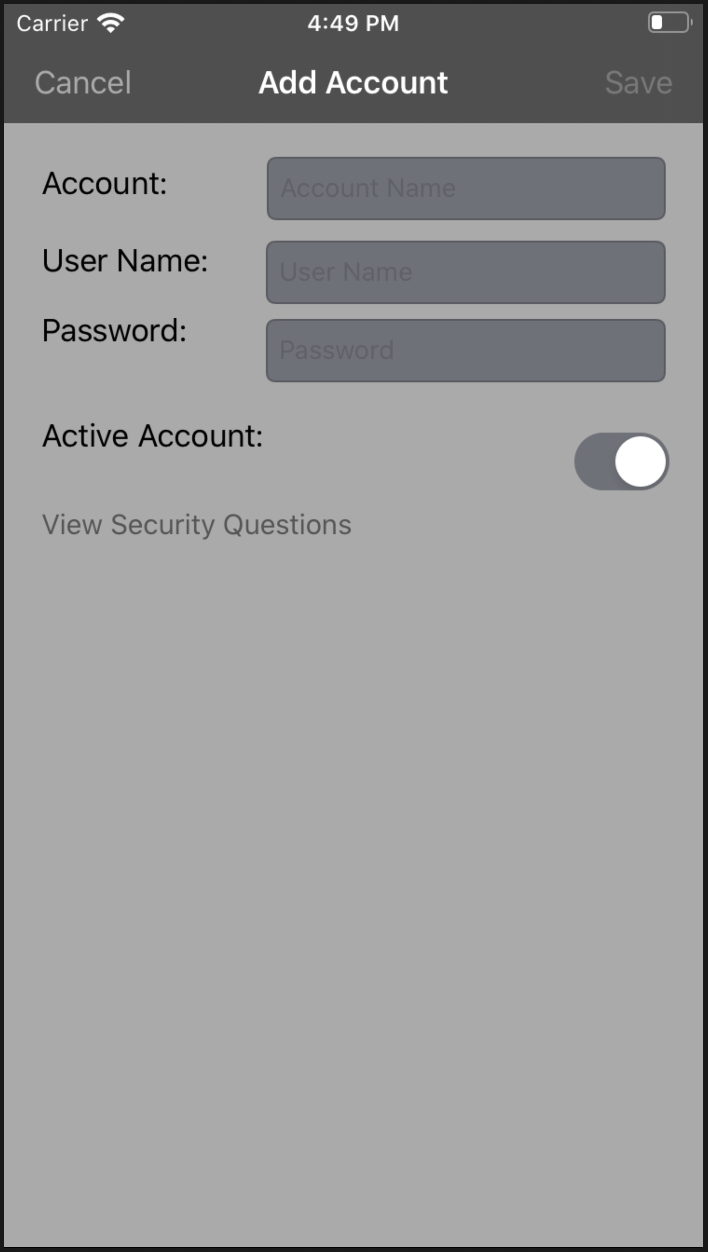 Carrier 4:49 PM
Cancel Add Account Save
Account: Account Name
User Name: User Name
Password: Password
Active Account:
View Security Questions